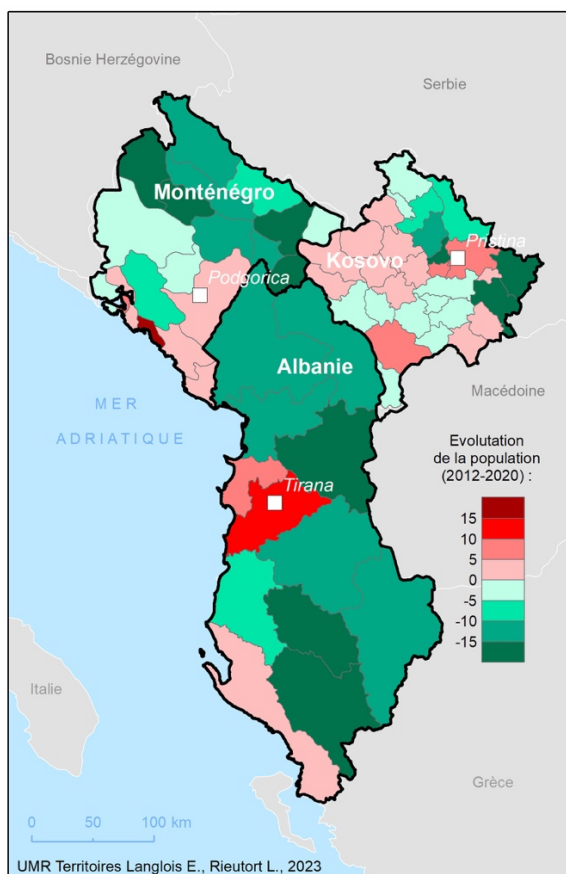 Bosnie Herzégovine
Serbie
Monténégro
Pristina
Kosovo
Podgorica
Albanie
Macédoine
MER
ADRIATIQUE
Evolutation
de la population
(2012-2020) :
15
10
5
0
-5
-10
-15
Tirana
Italie
Grèce
0 50 100 km
UMR Territoires Langlois E., Rieutort L., 2023